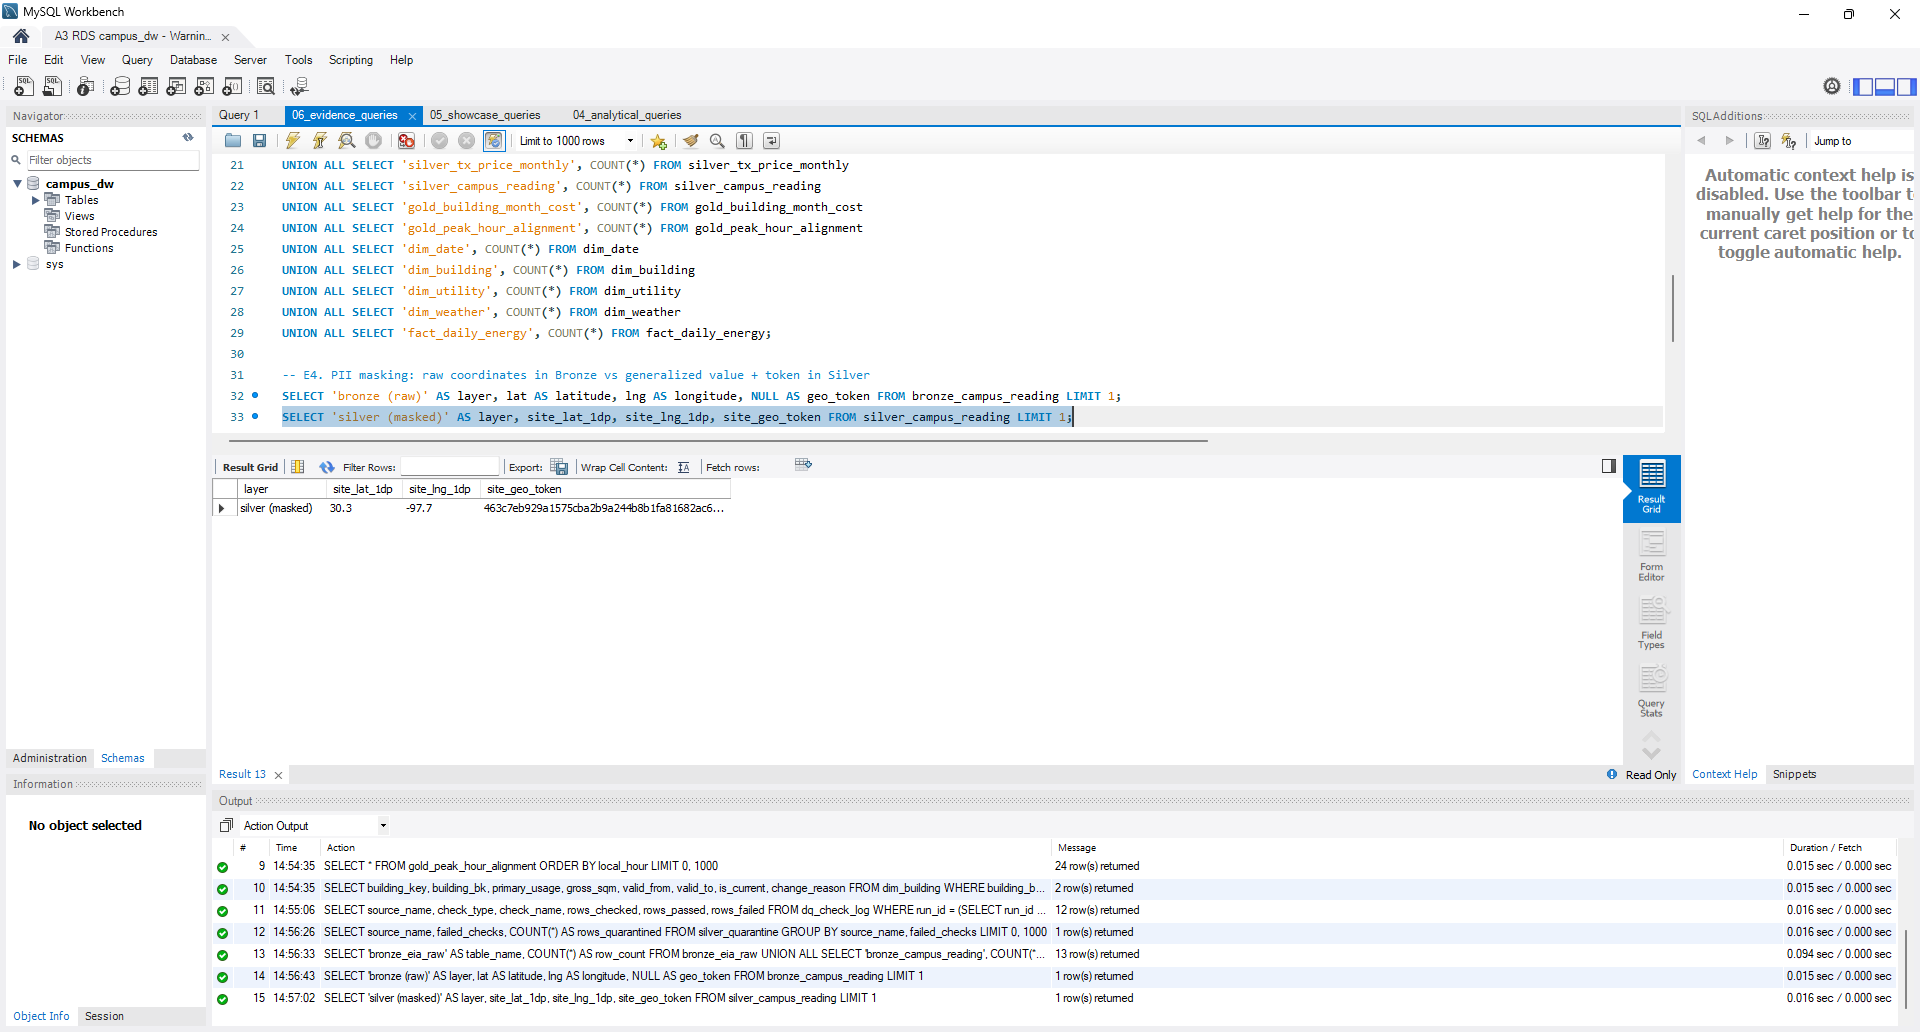 MySQL Workbench
A3 RDS campus_dw - Warnin...
File Edit View Query Database Server Tools Scripting Help
Navigator
SCHEMAS
Filter objects
campus_dw
Tables
Views
Stored Procedures
Functions
sys
Administration Schemas
Information
No object selected
Object Info Session
Query 1 06_evidence_queries 05_showcase_queries 04_analytical_queries
Limit to 1000 rows
21 UNION ALL SELECT 'silver_tx_price_monthly', COUNT(*) FROM silver_tx_price_monthly
22 UNION ALL SELECT 'silver_campus_reading', COUNT(*) FROM silver_campus_reading
23 UNION ALL SELECT 'gold_building_month_cost', COUNT(*) FROM gold_building_month_cost
24 UNION ALL SELECT 'gold_peak_hour_alignment', COUNT(*) FROM gold_peak_hour_alignment
25 UNION ALL SELECT 'dim_date', COUNT(*) FROM dim_date
26 UNION ALL SELECT 'dim_building', COUNT(*) FROM dim_building
27 UNION ALL SELECT 'dim_utility', COUNT(*) FROM dim_utility
28 UNION ALL SELECT 'dim_weather', COUNT(*) FROM dim_weather
29 UNION ALL SELECT 'fact_daily_energy', COUNT(*) FROM fact_daily_energy;
30
31 -- E4. PII masking: raw coordinates in Bronze vs generalized value + token in Silver
32 SELECT 'bronze (raw)' AS layer, lat AS latitude, lng AS longitude, NULL AS geo_token FROM bronze_campus_reading LIMIT 1;
33 SELECT 'silver (masked)' AS layer, site_lat_1dp, site_lng_1dp, site_geo_token FROM silver_campus_reading LIMIT 1;
Result Grid Filter Rows: Export: Wrap Cell Content: Fetch rows:
layer site_lat_1dp site_lng_1dp site_geo_token
silver (masked) 30.3 -97.7 463c7eb929a1575cba2b9a244b8b1fa81682ac6...
Result Grid
Form Editor
Field Types
Query Stats
Result 13
Read Only
SQLAdditions
Jump to
Automatic context help is
disabled. Use the toolbar t
manually get help for the
current caret position or to
toggle automatic help.
Context Help Snippets
Output
Action Output
# Time Action Message Duration / Fetch
9 14:54:35 SELECT * FROM gold_peak_hour_alignment ORDER BY local_hour LIMIT 0, 1000 24 row(s) returned 0.015 sec / 0.000 sec
10 14:54:35 SELECT building_key, building_bk, primary_usage, gross_sqm, valid_from, valid_to, is_current, change_reason FROM dim_building WHERE building_b... 2 row(s) returned 0.015 sec / 0.000 sec
11 14:55:06 SELECT source_name, check_type, check_name, rows_checked, rows_passed, rows_failed FROM dq_check_log WHERE run_id = (SELECT run_id ... 12 row(s) returned 0.016 sec / 0.000 sec
12 14:56:26 SELECT source_name, failed_checks, COUNT(*) AS rows_quarantined FROM silver_quarantine GROUP BY source_name, failed_checks LIMIT 0, 1000 1 row(s) returned 0.016 sec / 0.000 sec
13 14:56:33 SELECT 'bronze_eia_raw' AS table_name, COUNT(*) AS row_count FROM bronze_eia_raw UNION ALL SELECT 'bronze_campus_reading', COUNT(*... 13 row(s) returned 0.094 sec / 0.000 sec
14 14:56:43 SELECT 'bronze (raw)' AS layer, lat AS latitude, lng AS longitude, NULL AS geo_token FROM bronze_campus_reading LIMIT 1 1 row(s) returned 0.015 sec / 0.000 sec
15 14:57:02 SELECT 'silver (masked)' AS layer, site_lat_1dp, site_lng_1dp, site_geo_token FROM silver_campus_reading LIMIT 1 1 row(s) returned 0.016 sec / 0.000 sec